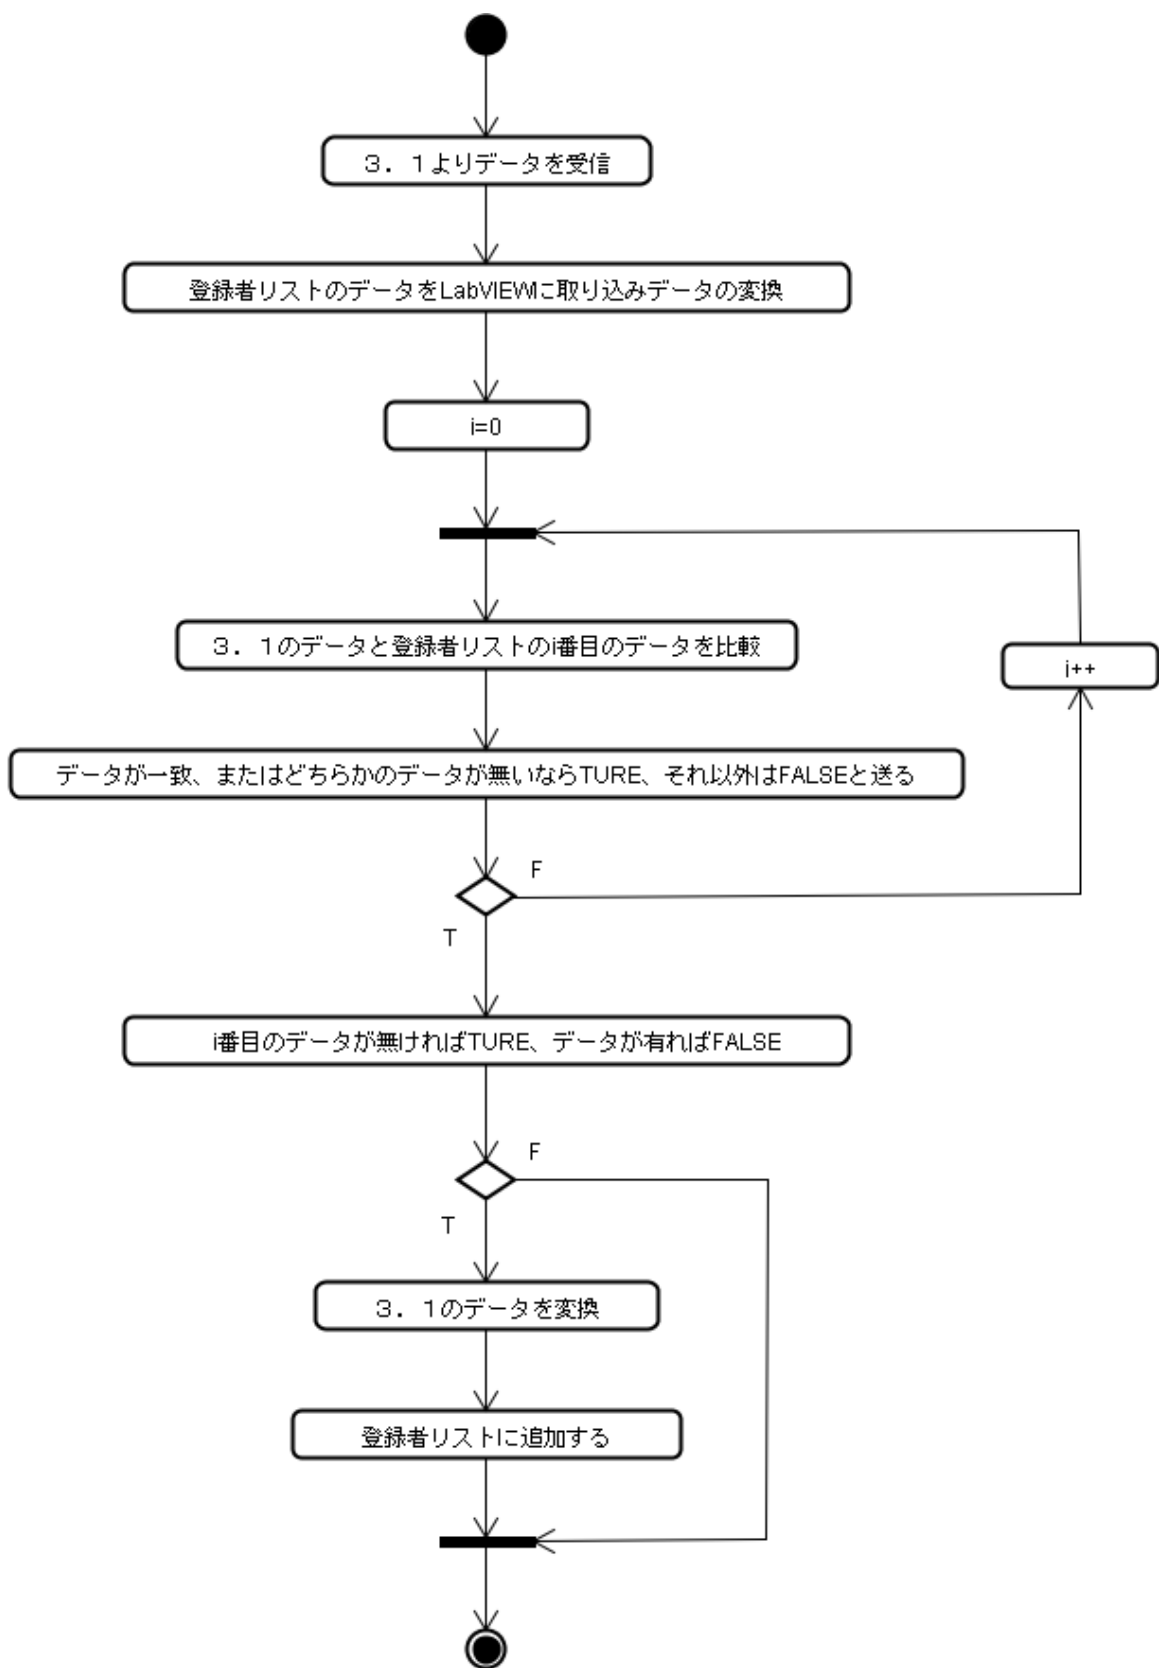 ３．１よりデータを受信
登録者リストのデータをLabVIEWに取り込みデータの変換
i=0
３．１のデータと登録者リストのi番目のデータを比較
i++
データが一致、またはどちらかのデータが無いならTURE、それ以外はFALSEと送る
F
T
i番目のデータが無ければTURE、データが有ればFALSE
F
T
３．１のデータを変換
登録者リストに追加する